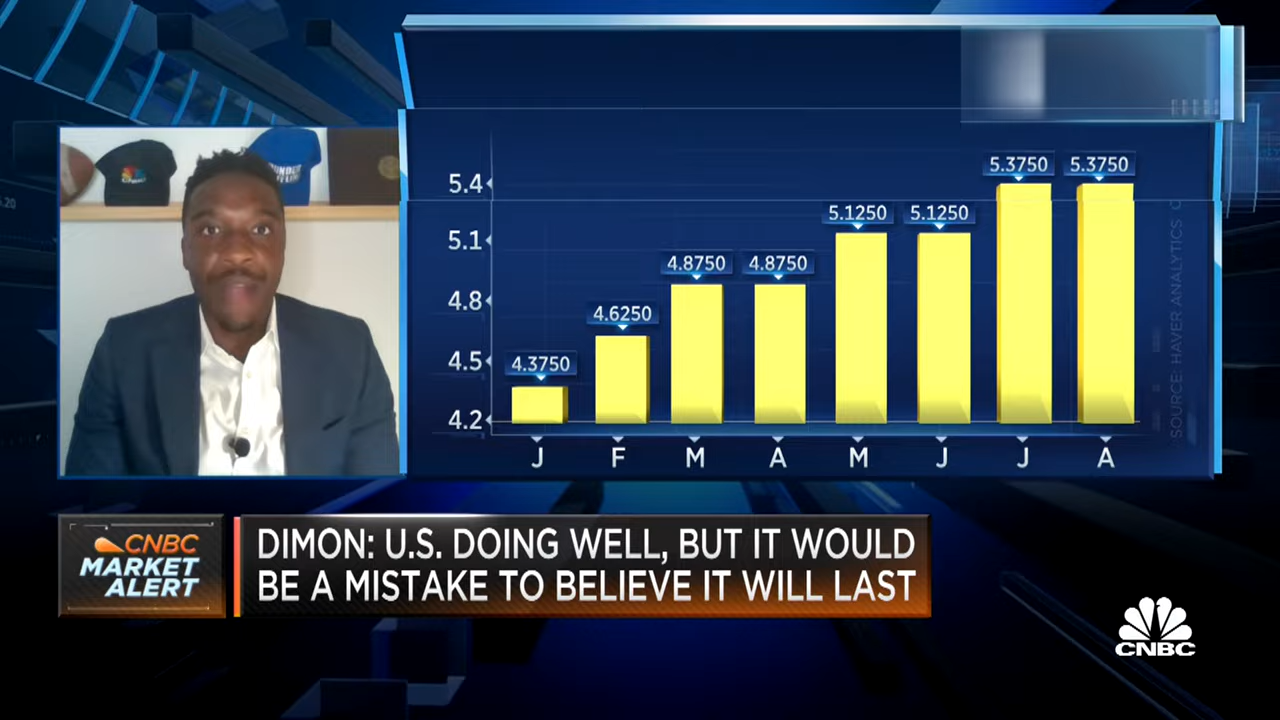 5.4
5.1
4.8
4.5
4.2
4.3750
4.6250
4.8750
4.8750
5.1250
5.1250
5.3750
5.3750
J F M A M J J A
SOURCE: HAVER ANALYTICS
CNBC
MARKET
ALERT
DIMON: U.S. DOING WELL, BUT IT WOULD
BE A MISTAKE TO BELIEVE IT WILL LAST
CNBC